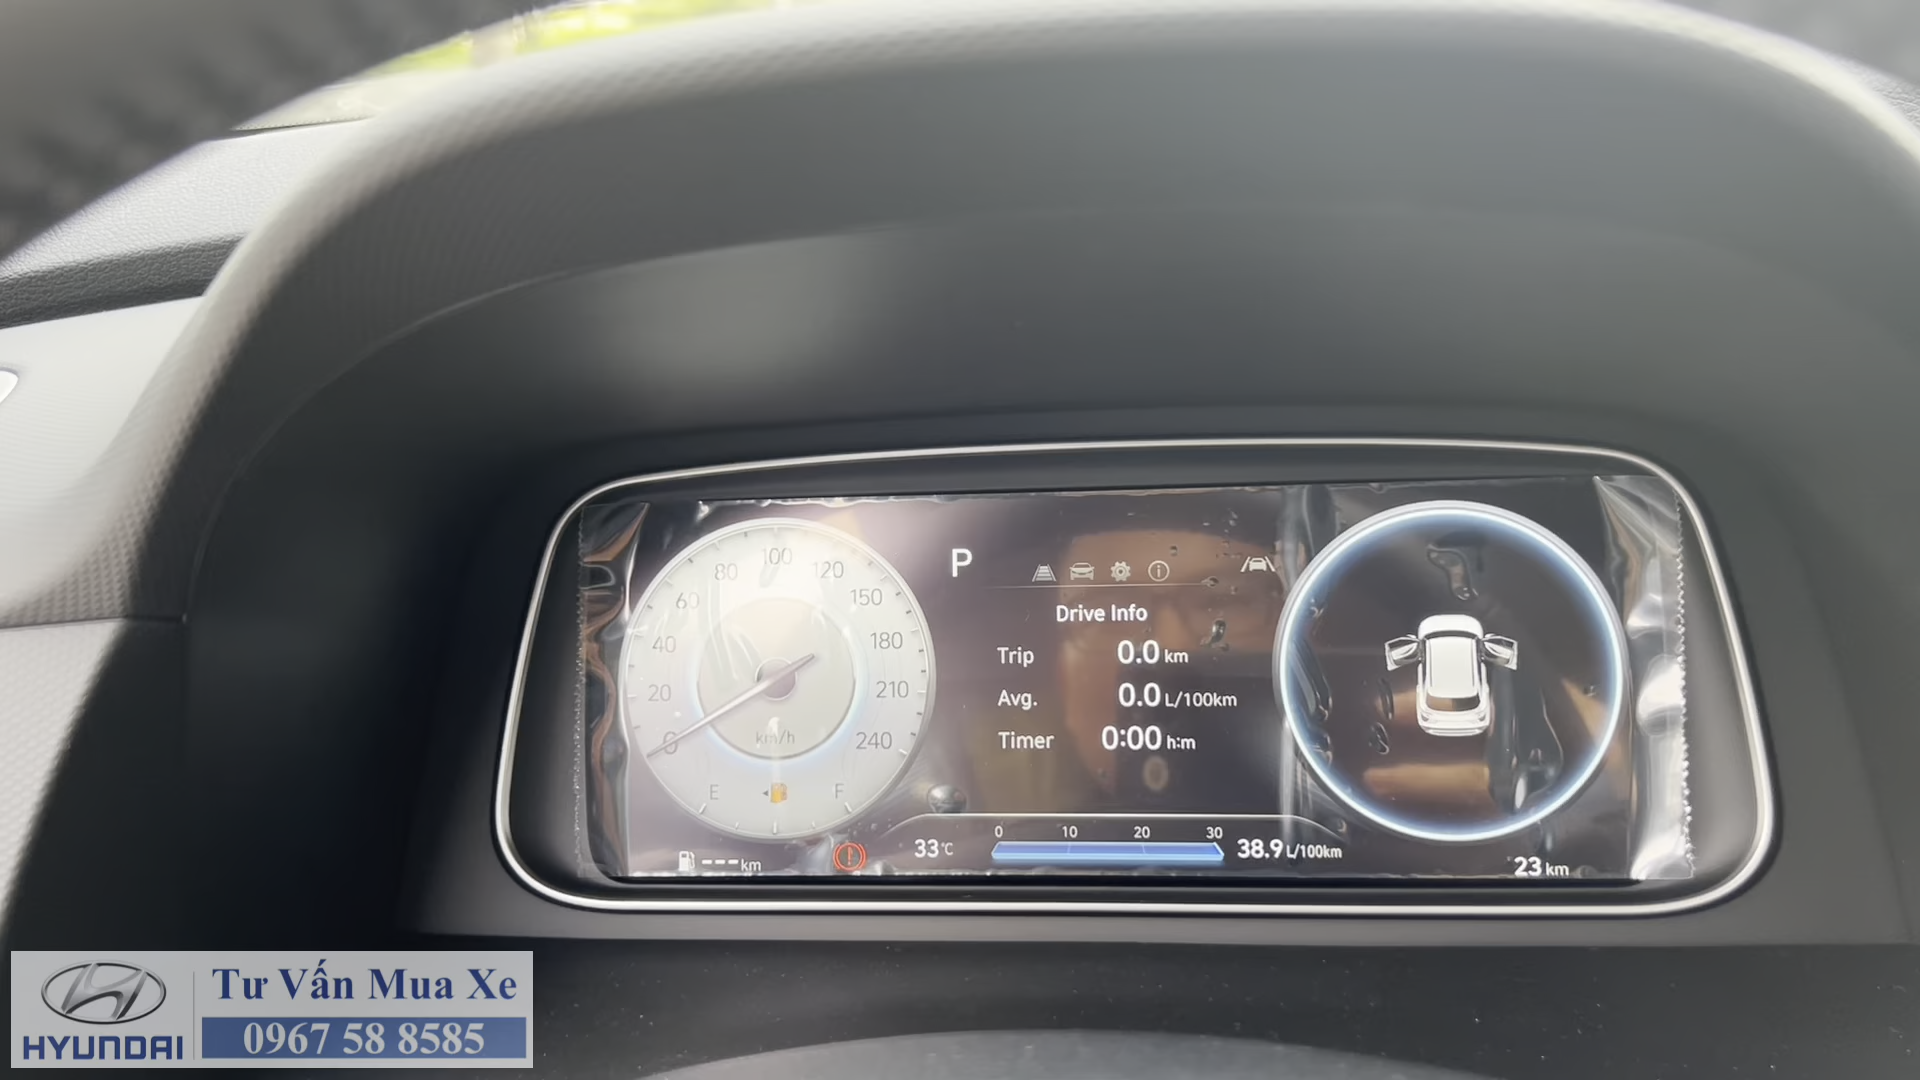 100
80 120
60 150
40 180
20 210
0 240
km/h
E F
--- km
P
Drive Info
Trip 0.0 km
Avg. 0.0 L/100km
Timer 0:00 h:m
0 10 20 30
33°C 38.9 L/100km
23 km
HYUNDAI
Tư Vấn Mua Xe
0967 58 8585